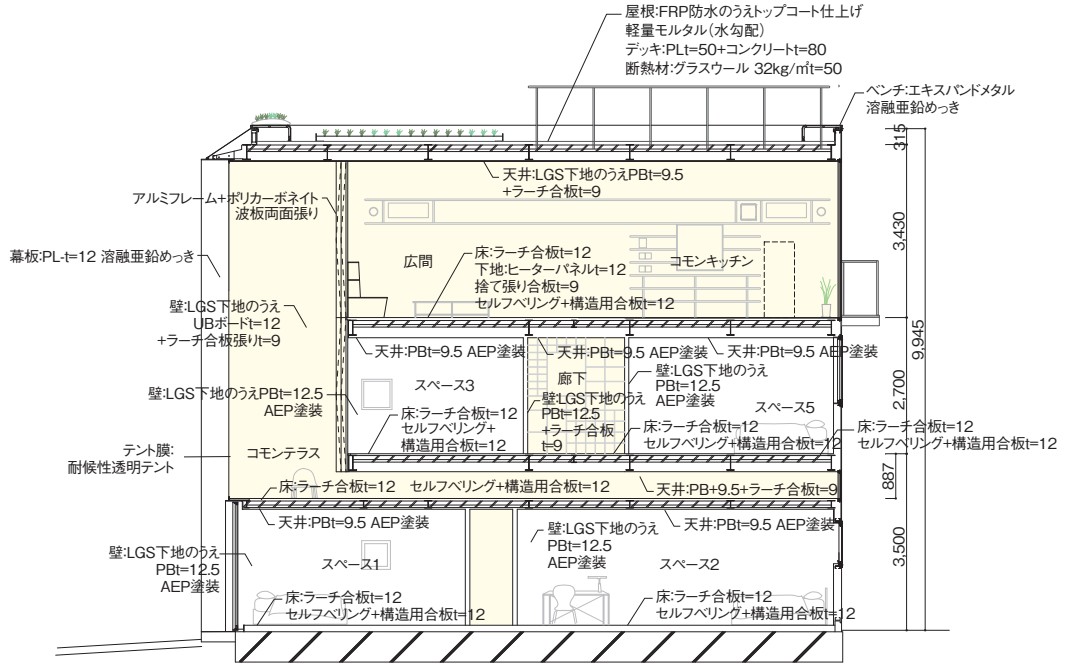 屋根:FRP防水のうえトップコート仕上げ
軽量モルタル(水勾配)
デッキ:PLt=50+コンクリートt=80
断熱材:グラスウール 32kg/㎥t=50
ベンチ:エキスパンドメタル
溶融亜鉛めっき
315
天井:LGS下地のうえPBt=9.5
+ラーチ合板t=9
アルミフレーム+ポリカーボネイト
波板両面張り
3,430
幕板:PL-t=12 溶融亜鉛めっき
広間
床:ラーチ合板t=12
下地:ヒーターパネルt=12
捨て張り合板t=9
セルフベリング+構造用合板t=12
コモンキッチン
壁:LGS下地のうえ
UBボードt=12
+ラーチ合板張りt=9
9,945
天井:PBt=9.5 AEP塗装
天井:PBt=9.5 AEP塗装
天井:PBt=9.5 AEP塗装
壁:LGS下地のうえPBt=12.5
AEP塗装
スペース3
廊下
壁:LGS下地のうえ
PBt=12.5
AEP塗装
壁:LGS下地のうえ
PBt=12.5
+ラーチ合板
t=9
スペース5
2,700
床:ラーチ合板t=12
セルフベリング+
構造用合板t=12
床:ラーチ合板t=12
セルフベリング+構造用合板t=12
床:ラーチ合板t=12
セルフベリング+構造用合板t=12
テント膜:
耐候性透明テント
コモンテラス
887
床:ラーチ合板t=12 セルフベリング+構造用合板t=12
天井:PB+9.5+ラーチ合板t=9
天井:PBt=9.5 AEP塗装
天井:PBt=9.5 AEP塗装
壁:LGS下地のうえ
PBt=12.5
AEP塗装
スペース1
壁:LGS下地のうえ
PBt=12.5
AEP塗装
スペース2
3,500
床:ラーチ合板t=12
セルフベリング+構造用合板t=12
床:ラーチ合板t=12
セルフベリング+構造用合板t=12